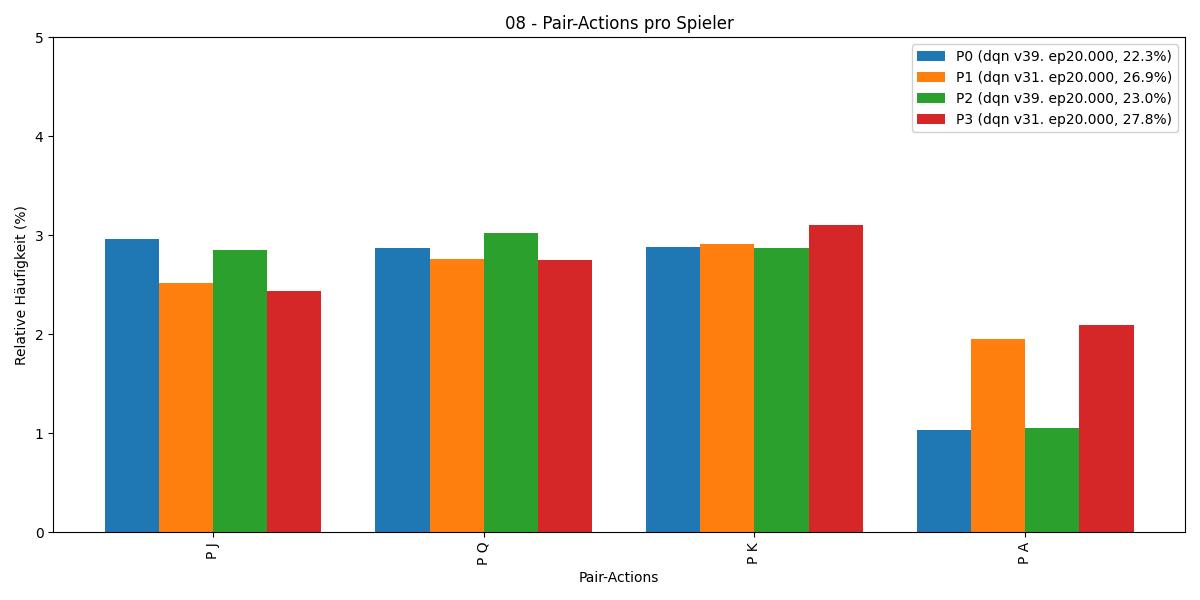 08 - Pair-Actions pro Spieler
P0 (dqn v39. ep20.000, 22.3%)
P1 (dqn v31. ep20.000, 26.9%)
P2 (dqn v39. ep20.000, 23.0%)
P3 (dqn v31. ep20.000, 27.8%)
Relative Häufigkeit (%)
5
4
3
2
1
0
P J
P Q
P K
P A
Pair-Actions